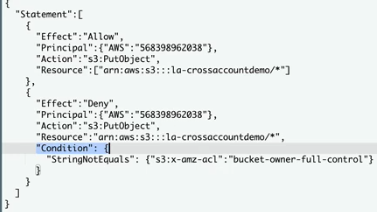 {
"Statement":[
{
"Effect":"Allow",
"Principal":{"AWS":"568398962038"},
"Action":"s3:PutObject",
"Resource":["arn:aws:s3:::la-crossaccountdemo/*"]
},
{
"Effect":"Deny",
"Principal":{"AWS":"568398962038"},
"Action":"s3:PutObject",
"Resource":"arn:aws:s3:::la-crossaccountdemo/*",
"Condition": {
"StringNotEquals": {"s3:x-amz-acl":"bucket-owner-full-control"}
}
}
]
}